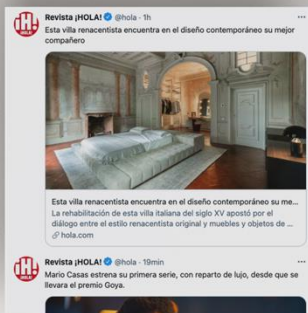 ¡H!
HOLA!
Revista ¡HOLA! @hola · 1h
Esta villa renacentista encuentra en el diseño contemporáneo su mejor
compañero
Esta villa renacentista encuentra en el diseño contemporáneo su me...
La rehabilitación de esta villa italiana del siglo XV apostó por el
diálogo entre el estilo renacentista original y muebles y objetos de ...
hola.com
¡H!
HOLA!
Revista ¡HOLA! @hola · 19min
Mario Casas estrena su primera serie, con reparto de lujo, desde que se
llevara el premio Goya.